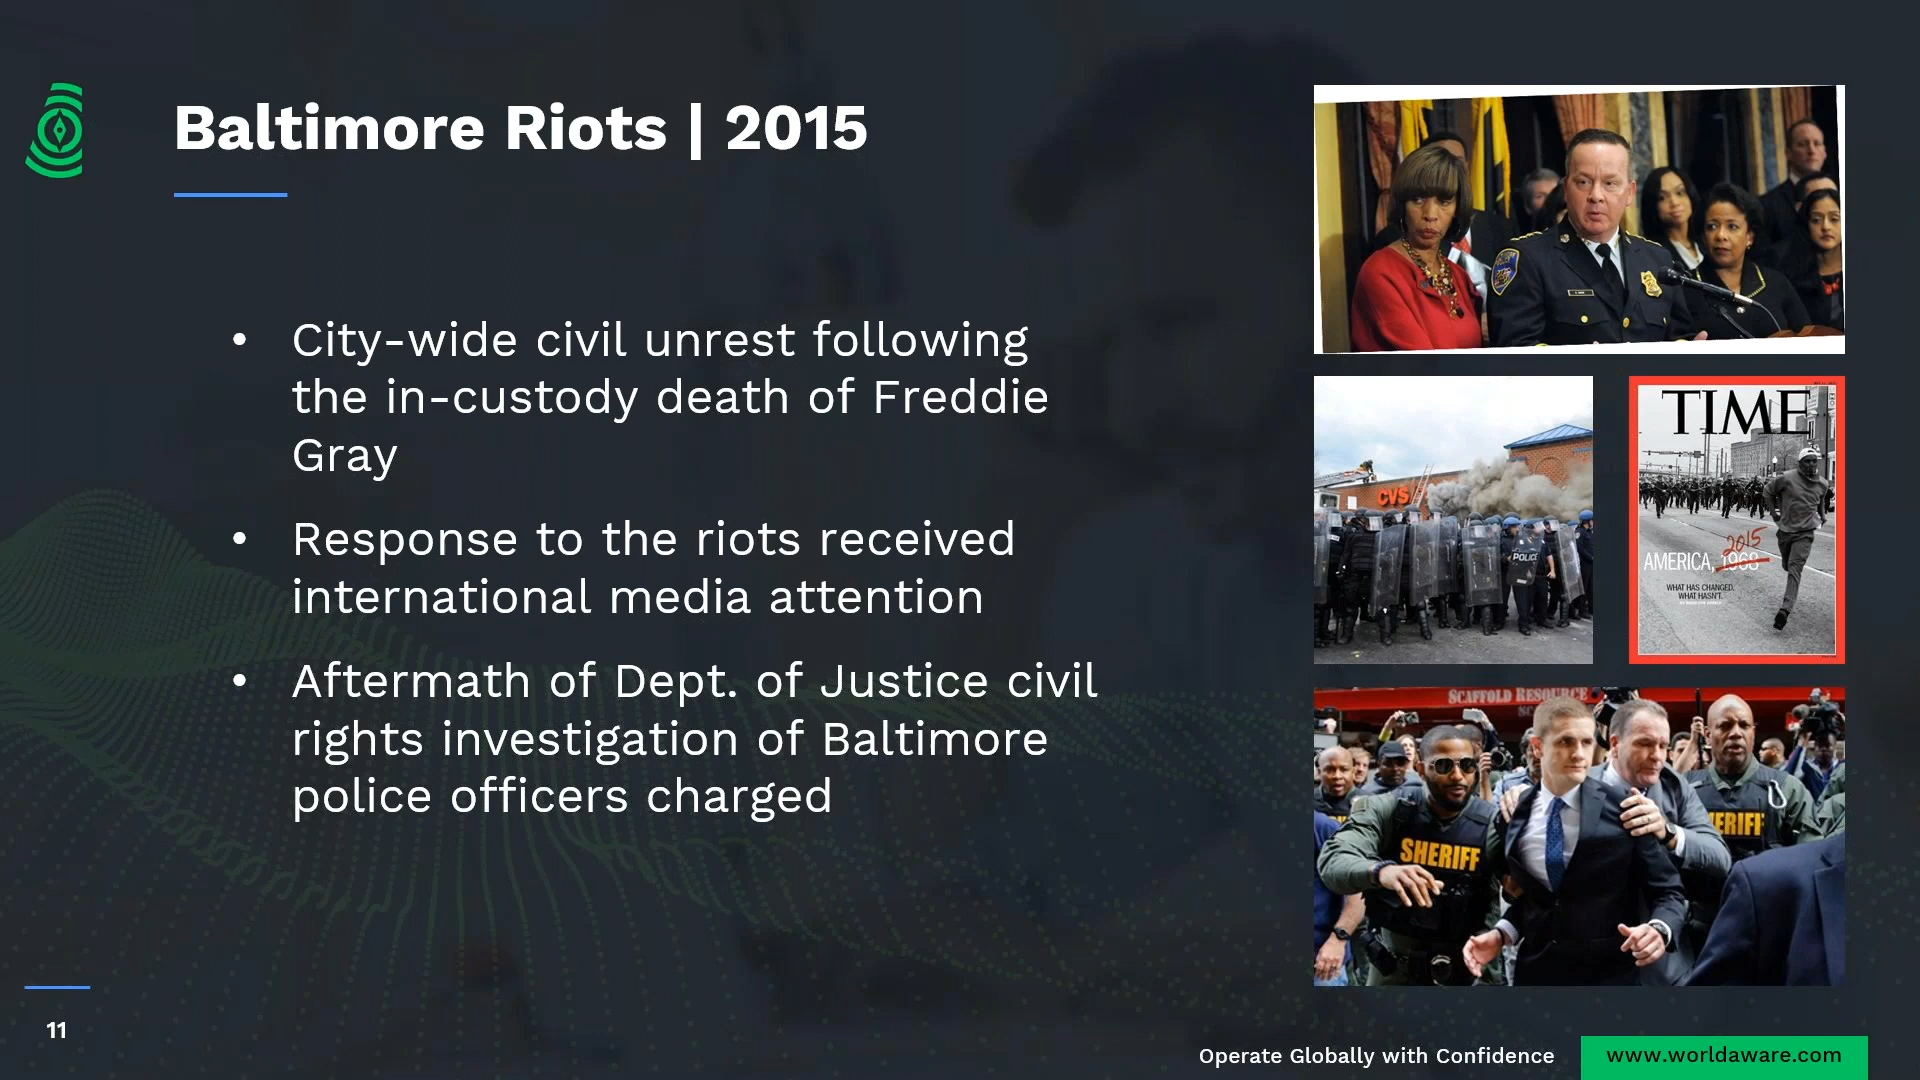 Baltimore Riots | 2015
• City-wide civil unrest following
the in-custody death of Freddie
Gray
• Response to the riots received
international media attention
• Aftermath of Dept. of Justice civil
rights investigation of Baltimore
police officers charged
CVS
POLICE
TIME
2015
AMERICA, 1968
WHAT HAS CHANGED.
WHAT HASN'T.
SCAFFOLD RESOURCE
SHERIFF
ERIFF
11
Operate Globally with Confidence
www.worldaware.com